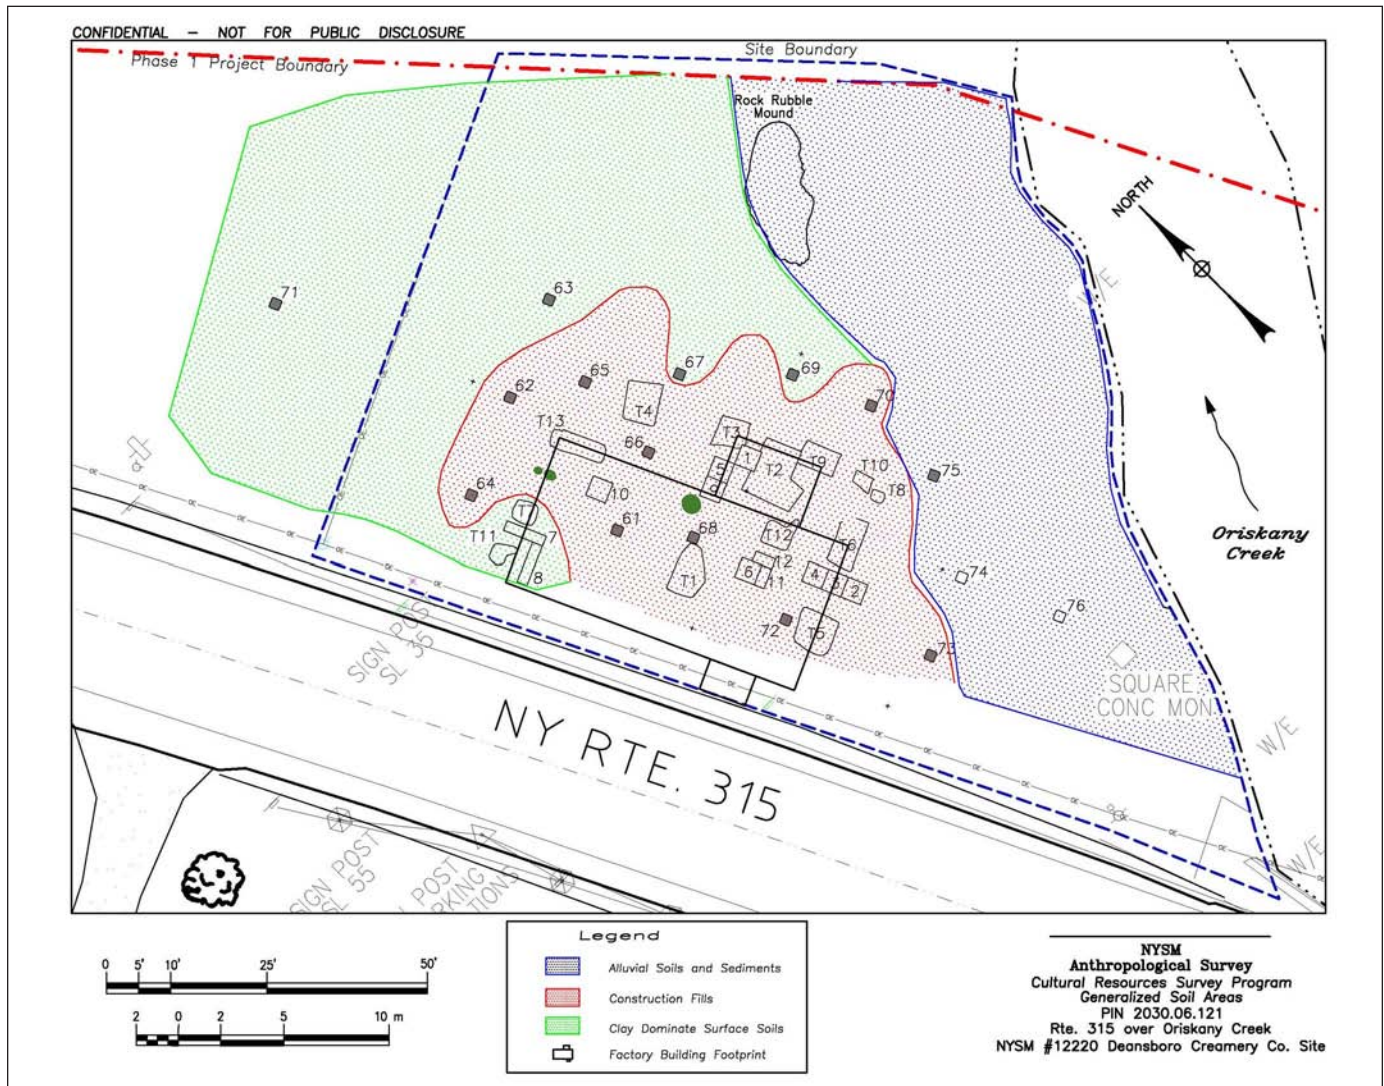 CONFIDENTIAL - NOT FOR PUBLIC DISCLOSURE
Site Boundary
Phase 1 Project Boundary
Rock Rubble
Mound
NORTH
W/E
71
63
67
69
65
62
70
T4
T13
T3
66
1
T9
5
T2
T10
75
9
T8
64
10
T7
61
68
T12
T6
T11
7
12
74
T1
6
11
4
3
2
8
76
72
T5
73
Oriskany
Creek
SIGN POS
SL 35
SQUARE
CONC MON
W/E
NY RTE. 315
W/E
SIGN POST
SL 55
POST
RKING
TIONS
0 5' 10' 25' 50'
2 0 2 5 10 m
Legend
Alluvial Soils and Sediments
Construction Fills
Clay Dominate Surface Soils
Factory Building Footprint
NYSM
Anthropological Survey
Cultural Resources Survey Program
Generalized Soil Areas
PIN 2030.06.121
Rte. 315 over Oriskany Creek
NYSM #12220 Deansboro Creamery Co. Site